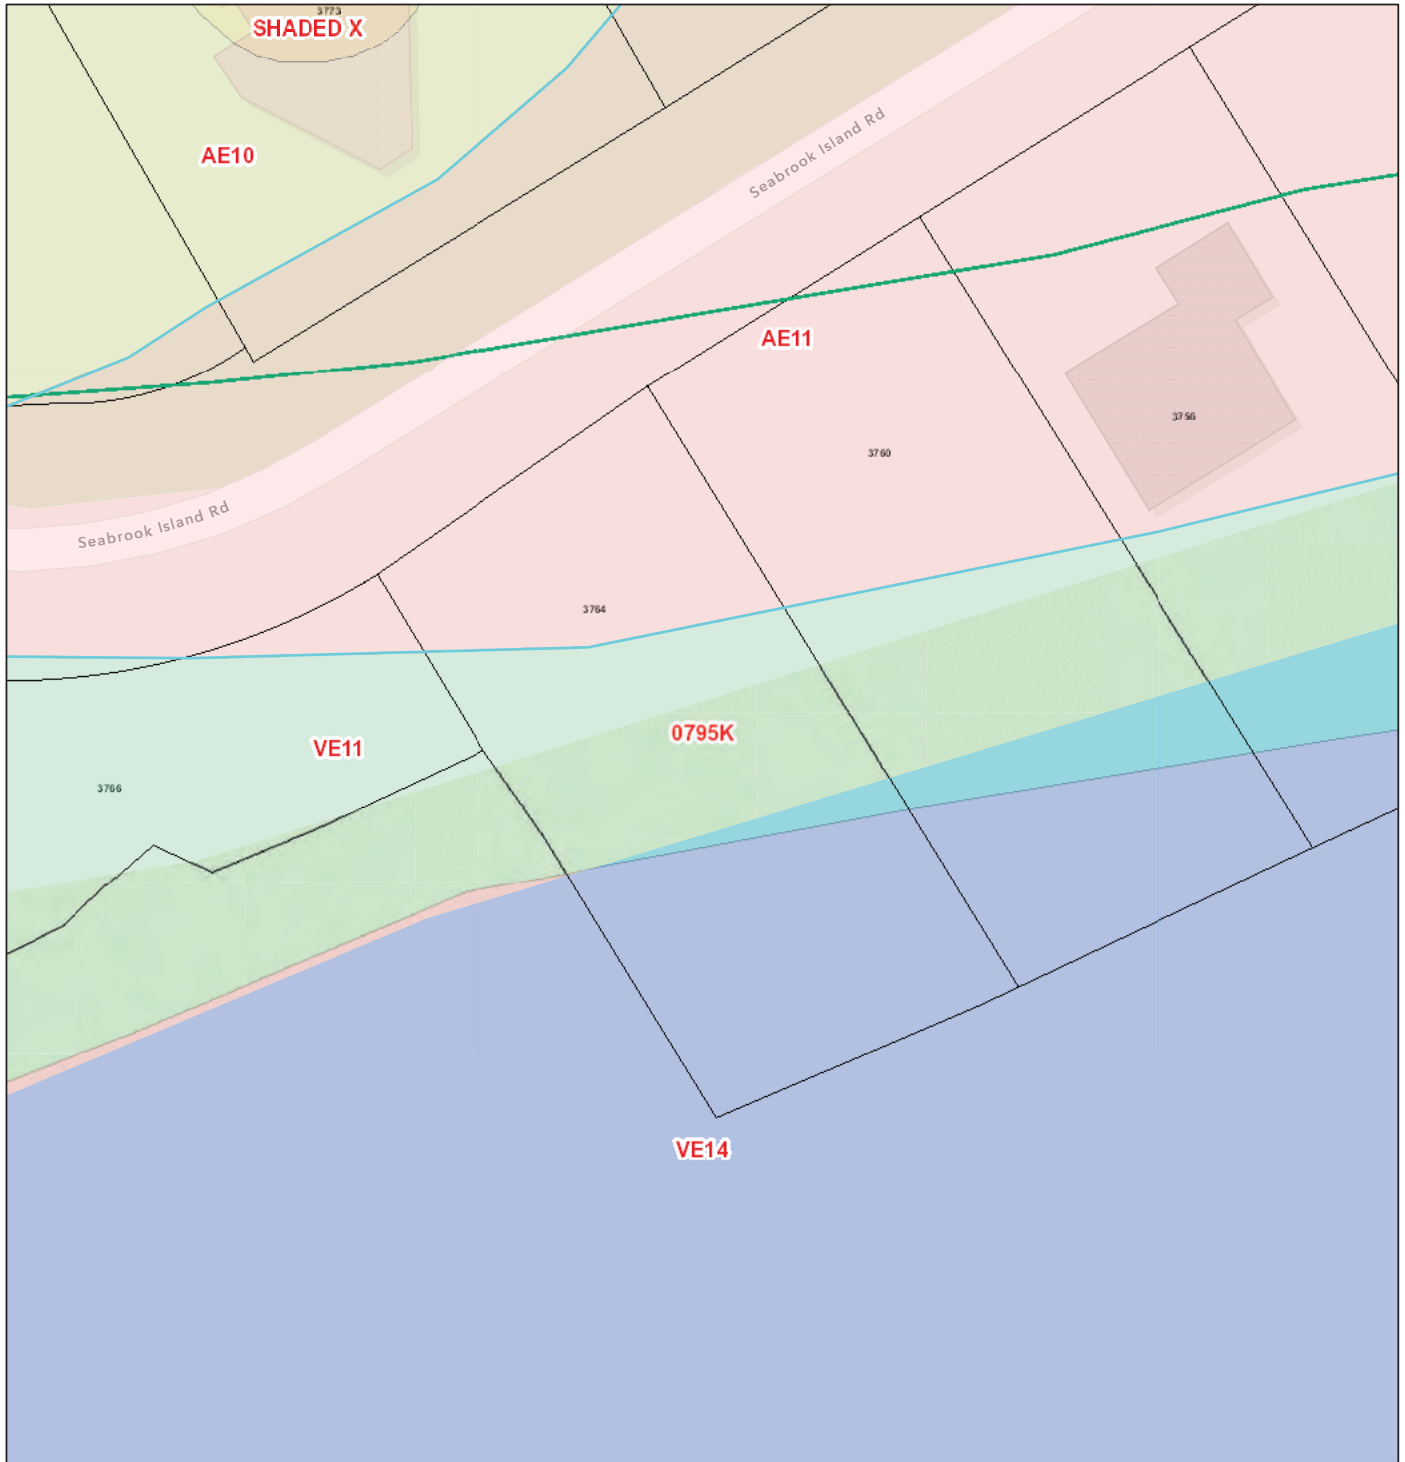 3773
SHADED X
AE10
Seabrook Island Rd
AE11
3756
3760
Seabrook Island Rd
3764
0795K
VE11
3766
VE14